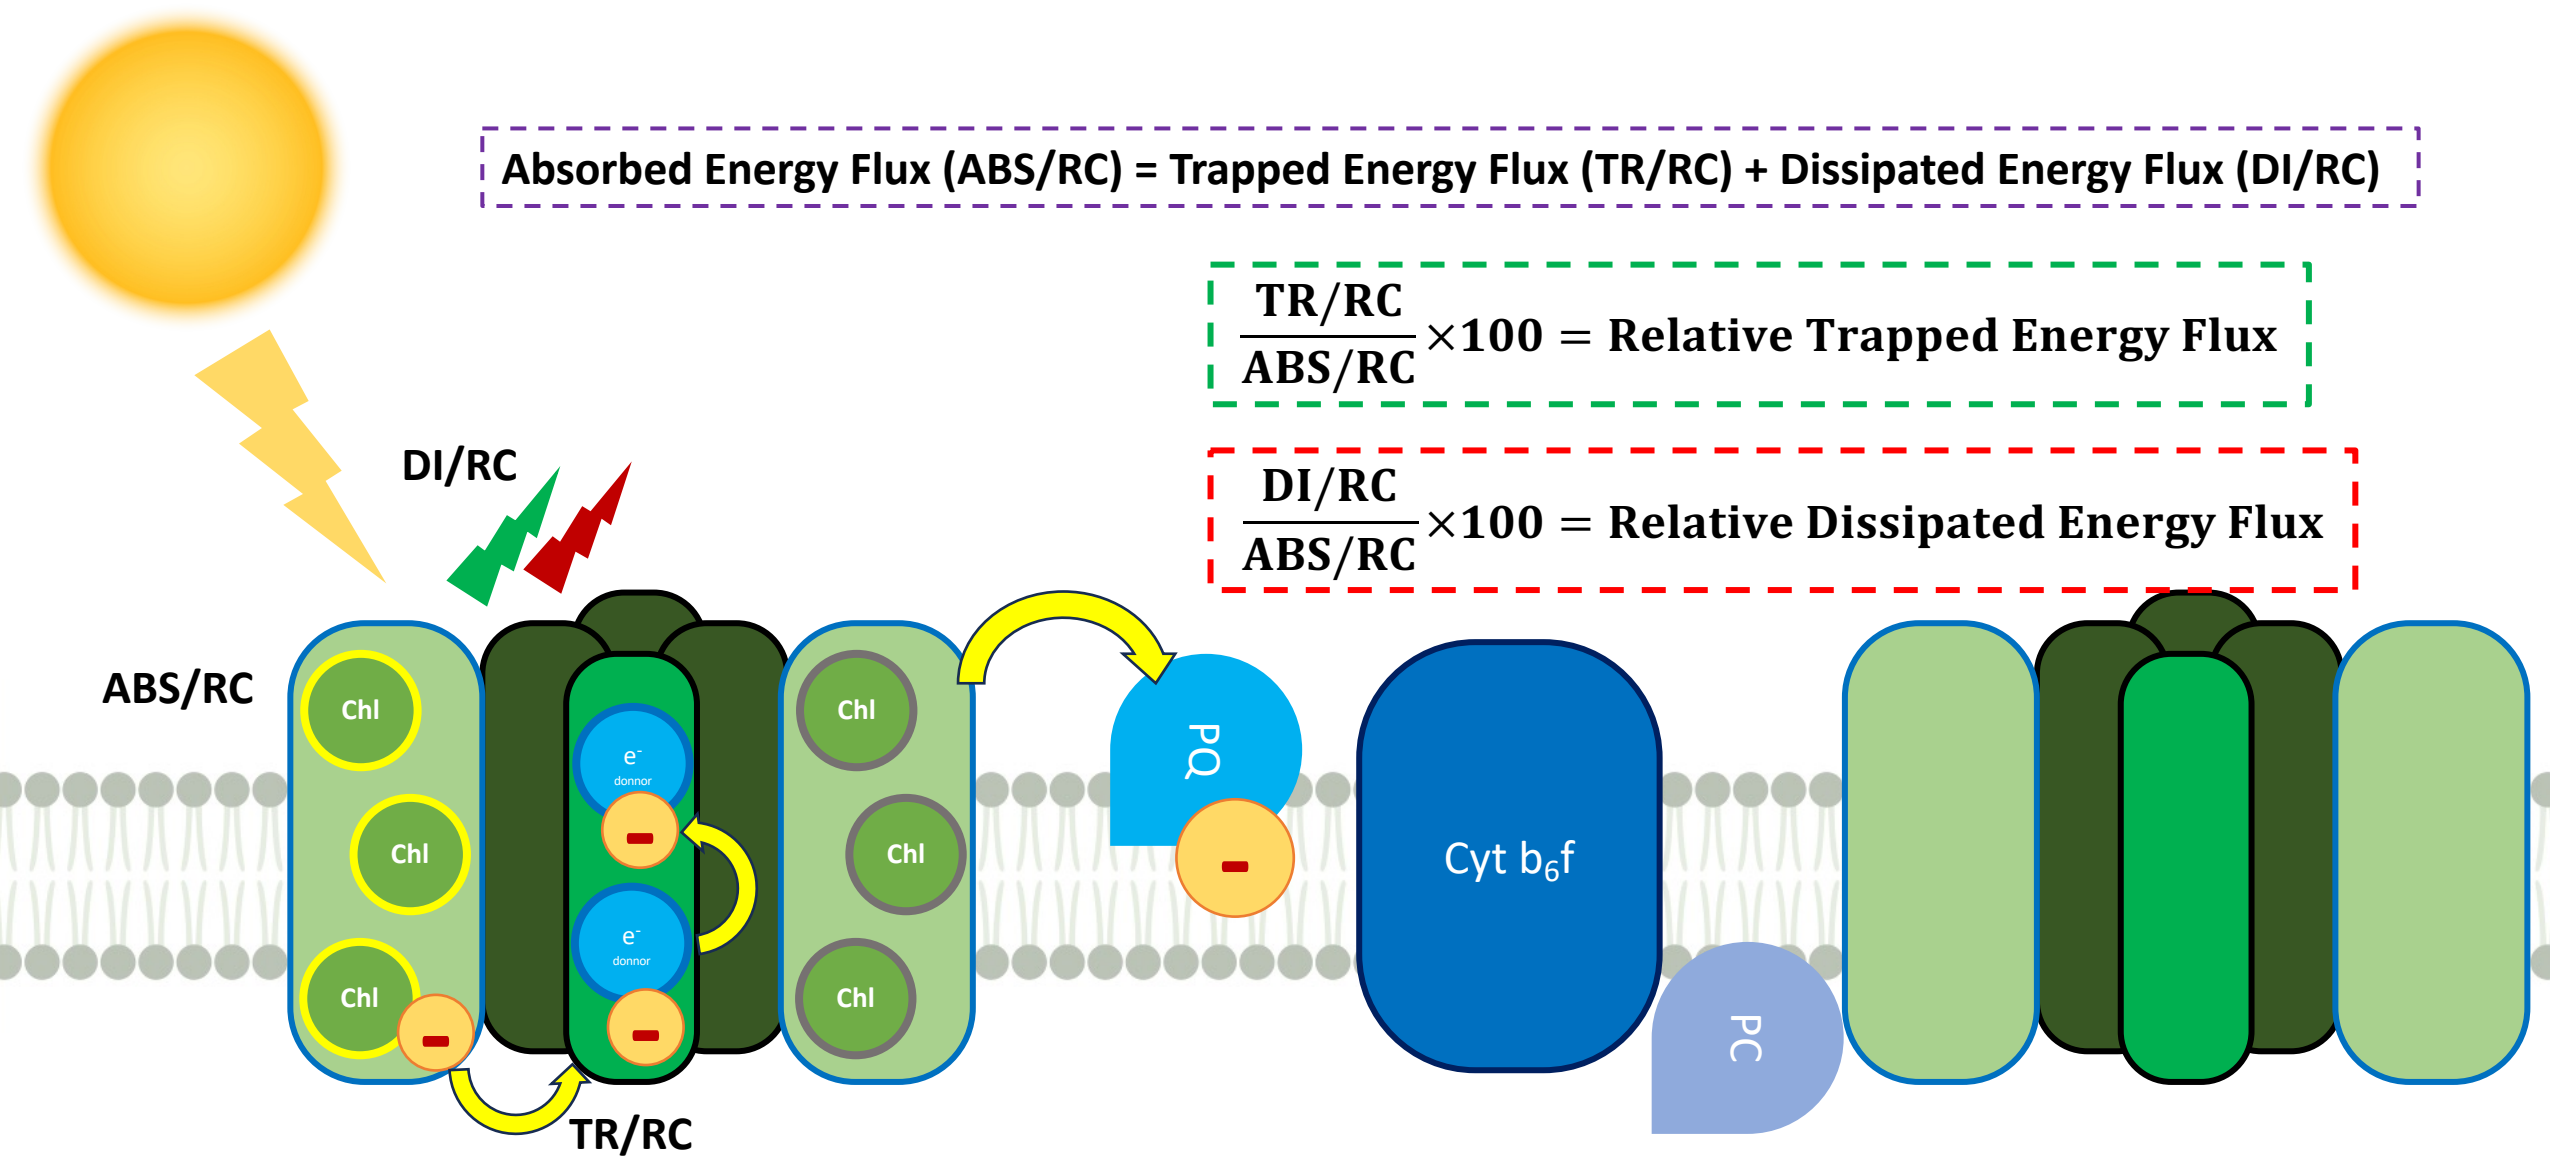 Absorbed Energy Flux (ABS/RC) = Trapped Energy Flux (TR/RC) + Dissipated Energy Flux (DI/RC)
TR/RC
ABS/RC
×100 = Relative Trapped Energy Flux
DI/RC
ABS/RC
×100 = Relative Dissipated Energy Flux
DI/RC
ABS/RC
Chl
Chl
Chl
-
e⁻
donnor
-
e⁻
donnor
-
TR/RC
Chl
Chl
Chl
PQ
-
Cyt b₆f
PC